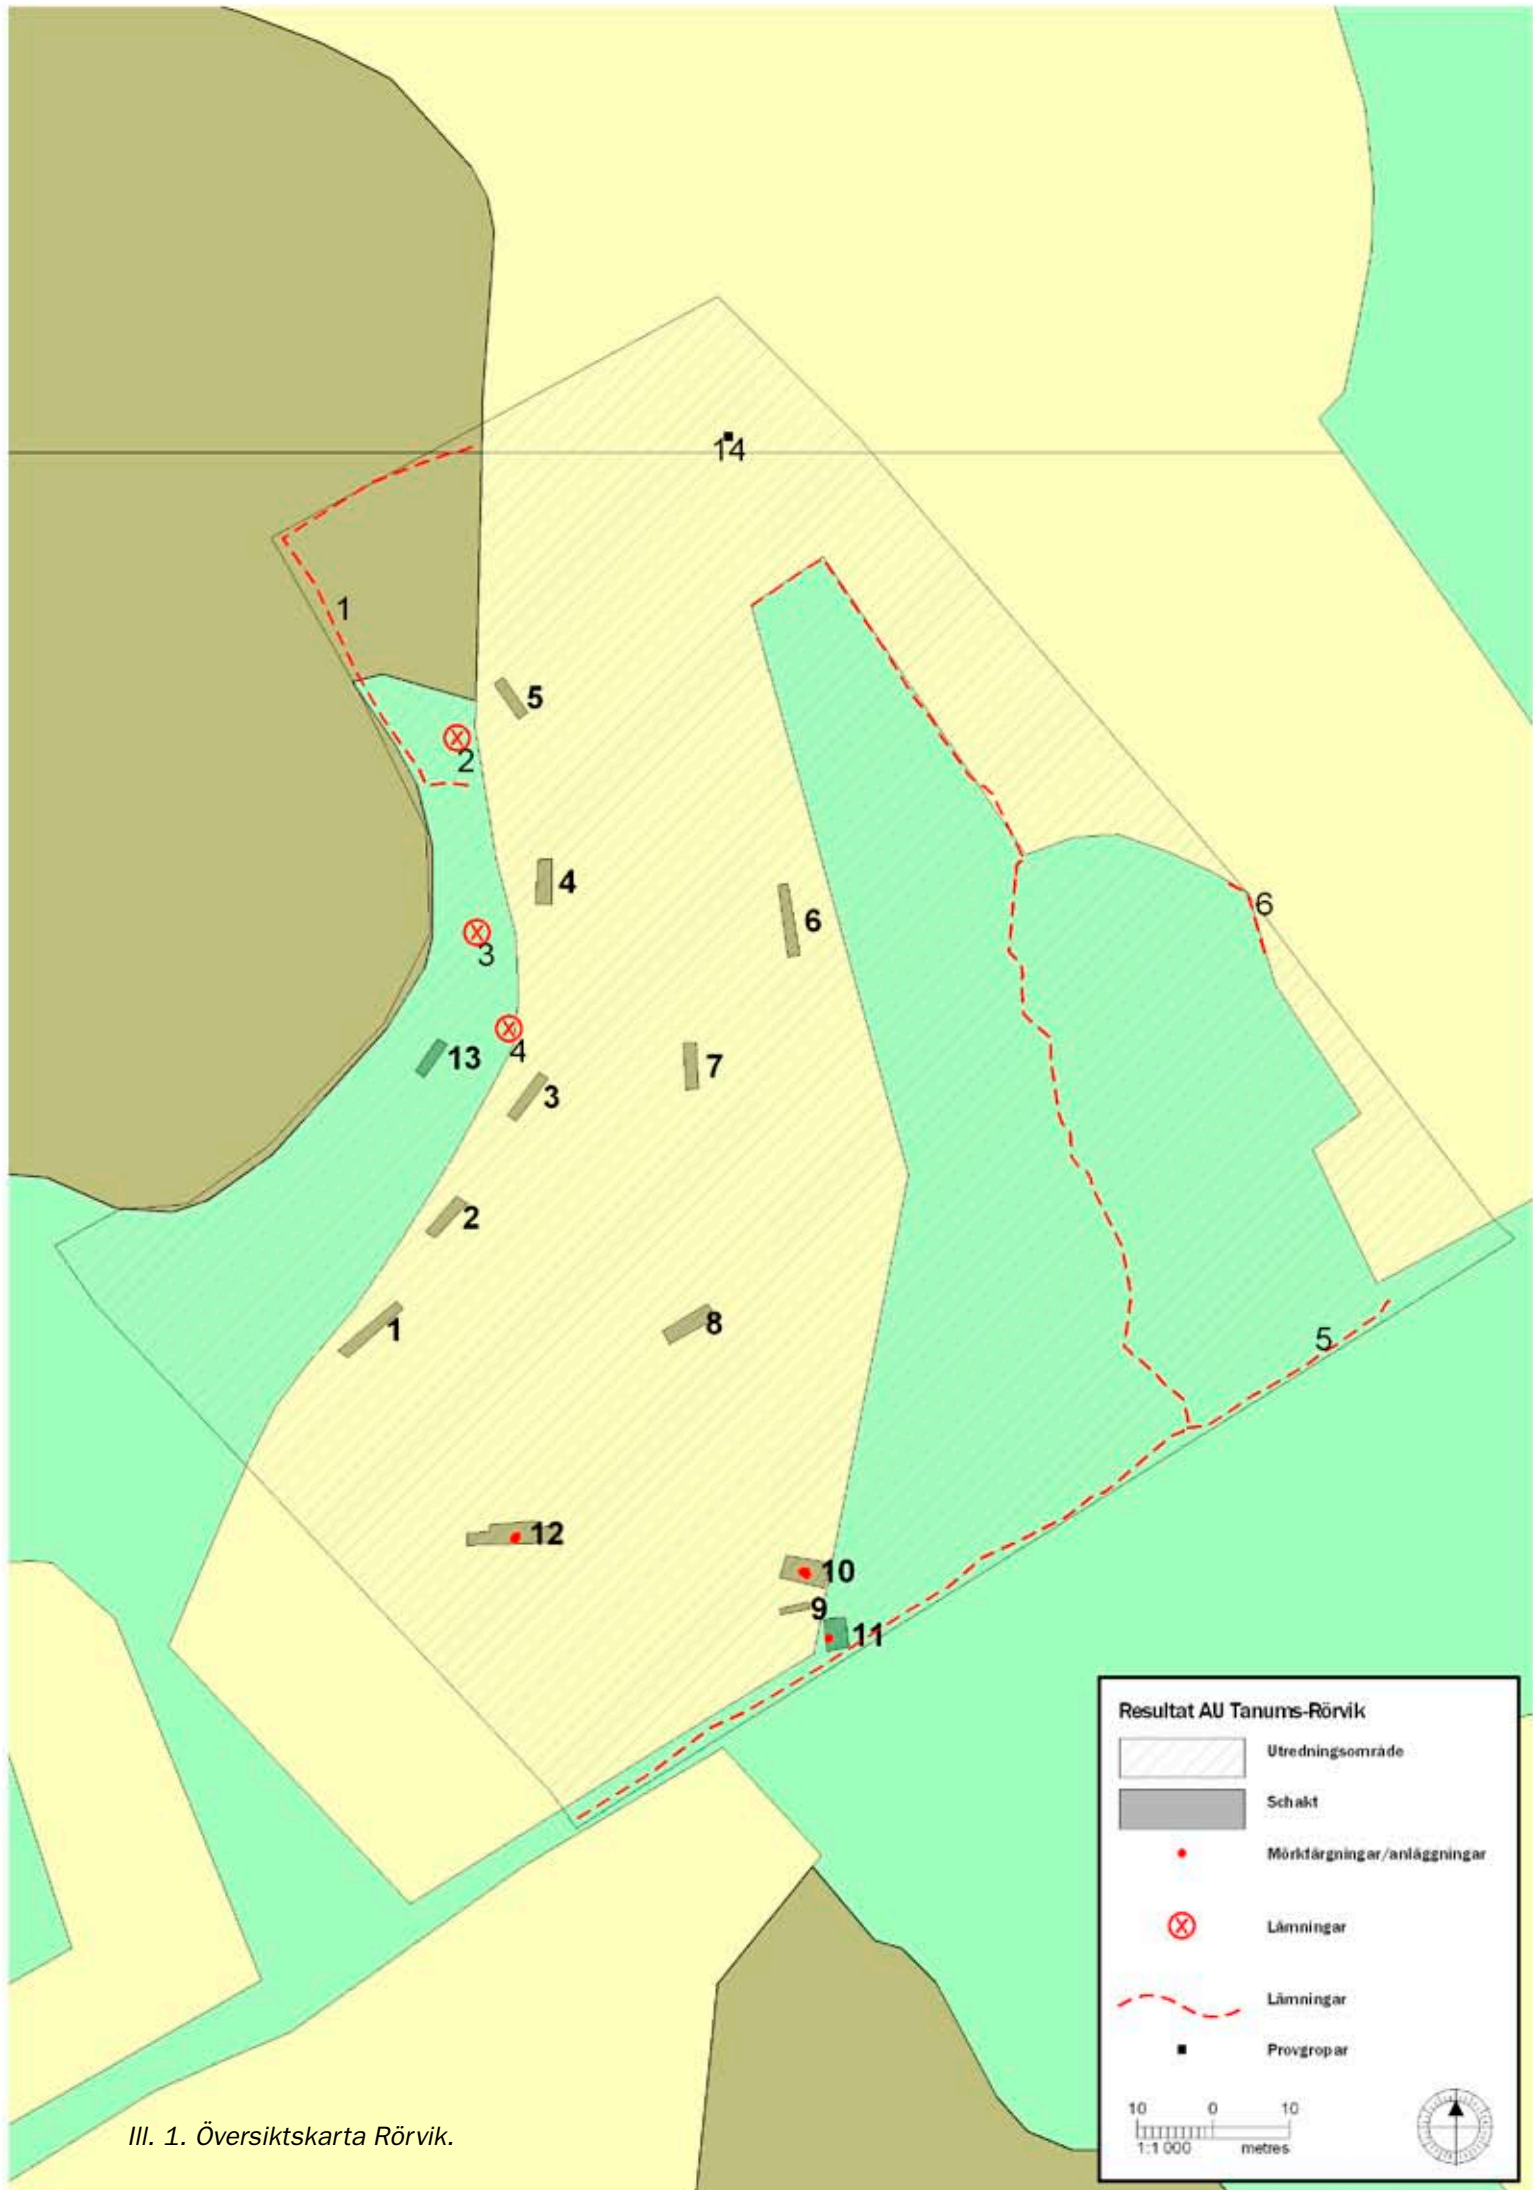 14
1
5
2
4
6
6
3
13
4
3
7
2
1
8
5
12
10
9
11
Resultat AU Tanums-Rörvik
Utredningsområde
Schakt
Mörkfärgningar/anläggningar
Lämningar
Lämningar
Provgropar
10 0 10
1:1 000 metres
Ill. 1. Översiktskarta Rörvik.